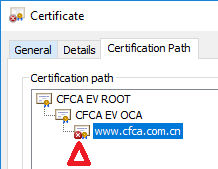 Certificate
General Details Certification Path
Certification path
CFCA EV ROOT
CFCA EV OCA
www.cfca.com.cn